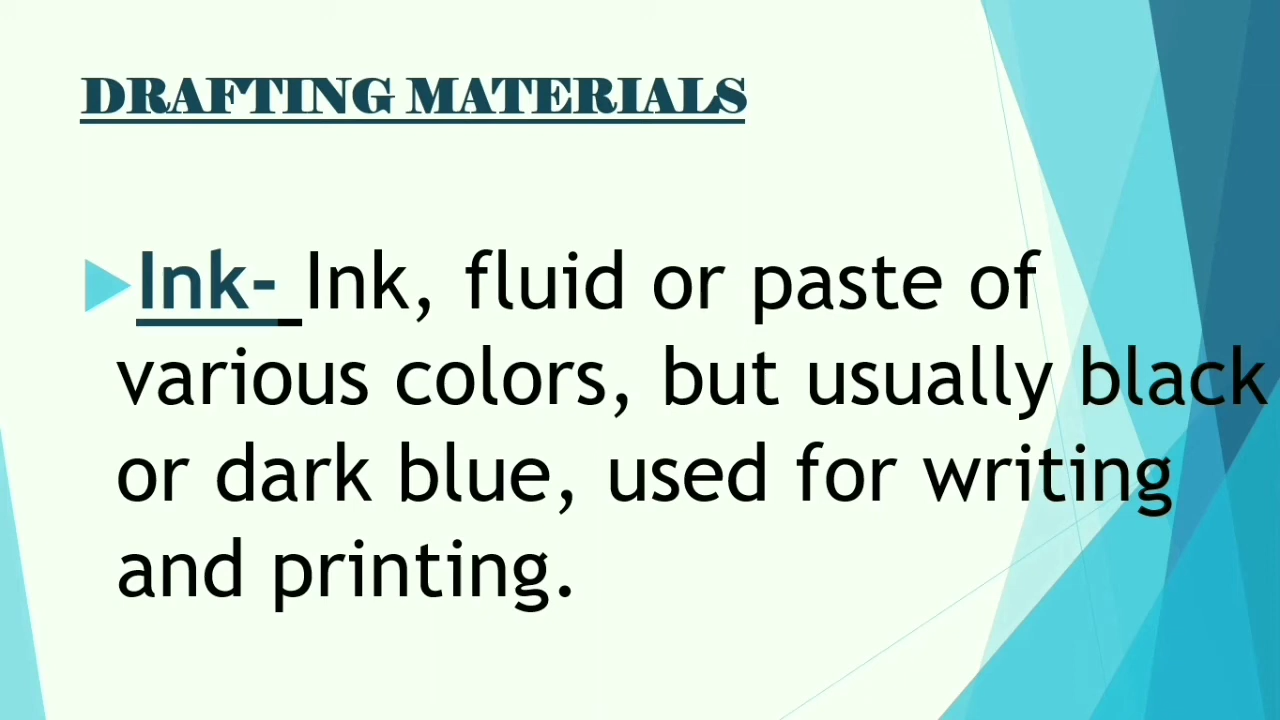 DRAFTING MATERIALS
Ink- Ink, fluid or paste of
various colors, but usually black
or dark blue, used for writing
and printing.